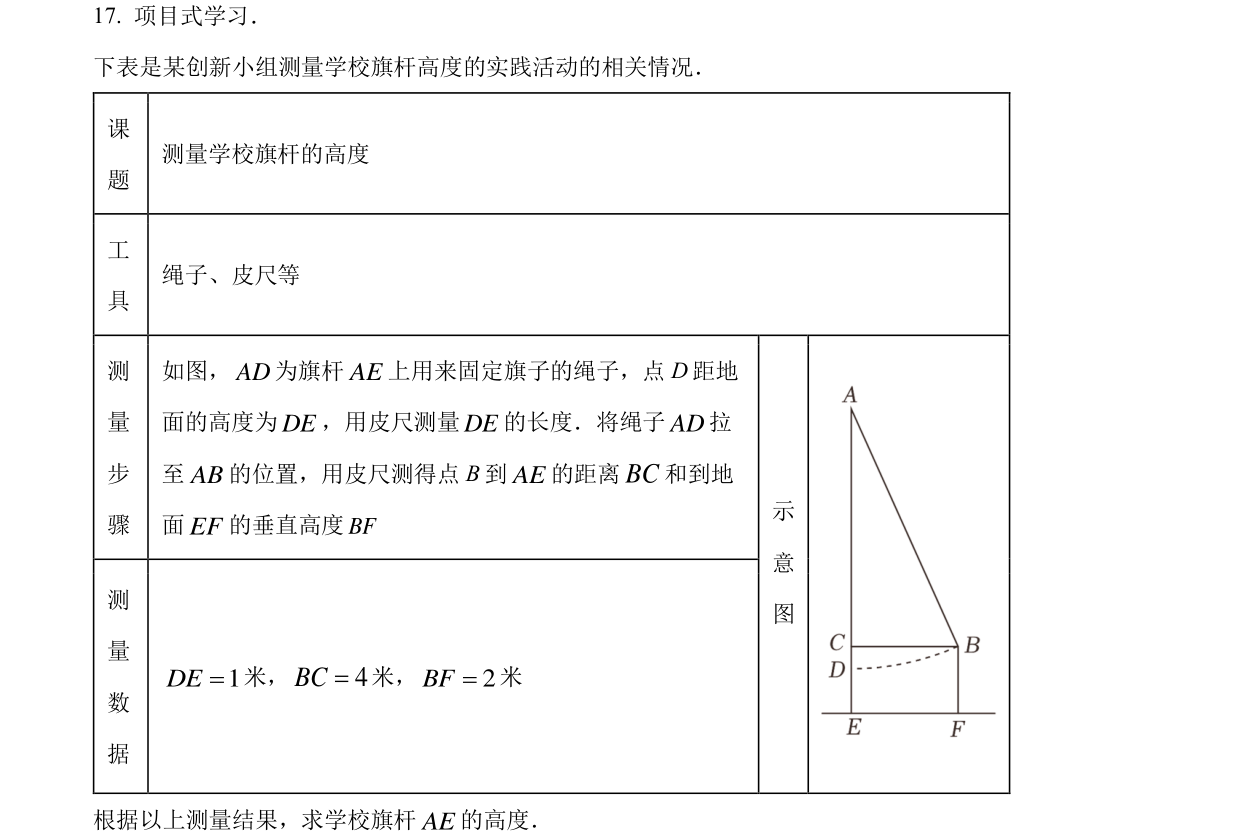 17. 项目式学习．
下表是某创新小组测量学校旗杆高度的实践活动的相关情况．
课题
测量学校旗杆的高度
工具
绳子、皮尺等
测量步骤
如图，AD为旗杆AE上用来固定旗子的绳子，点D距地
面的高度为DE，用皮尺测量DE的长度．将绳子AD拉
至AB的位置，用皮尺测得点B到AE的距离BC和到地
面EF的垂直高度BF
示意图
A
C
B
D
E
F
测量数据
DE=1米，BC=4米，BF=2米
根据以上测量结果，求学校旗杆AE的高度．